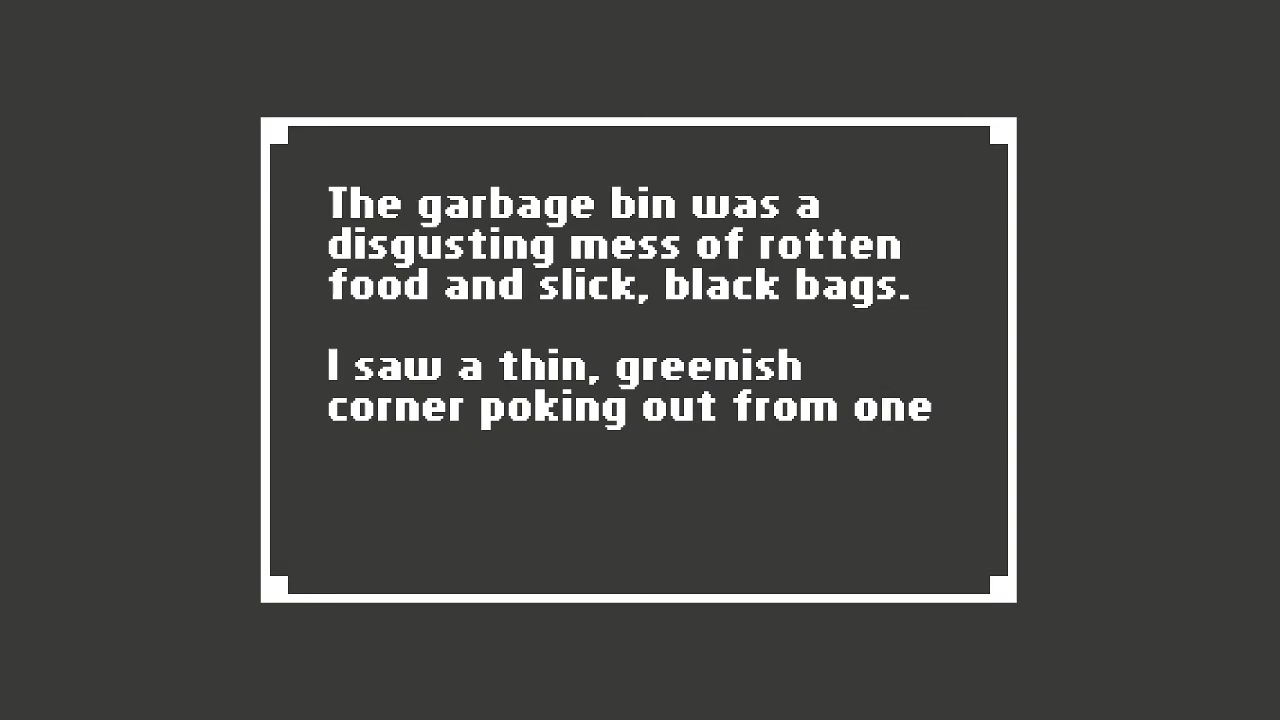 The garbage bin was a
disgusting mess of rotten
food and slick, black bags.
I saw a thin, greenish
corner poking out from one